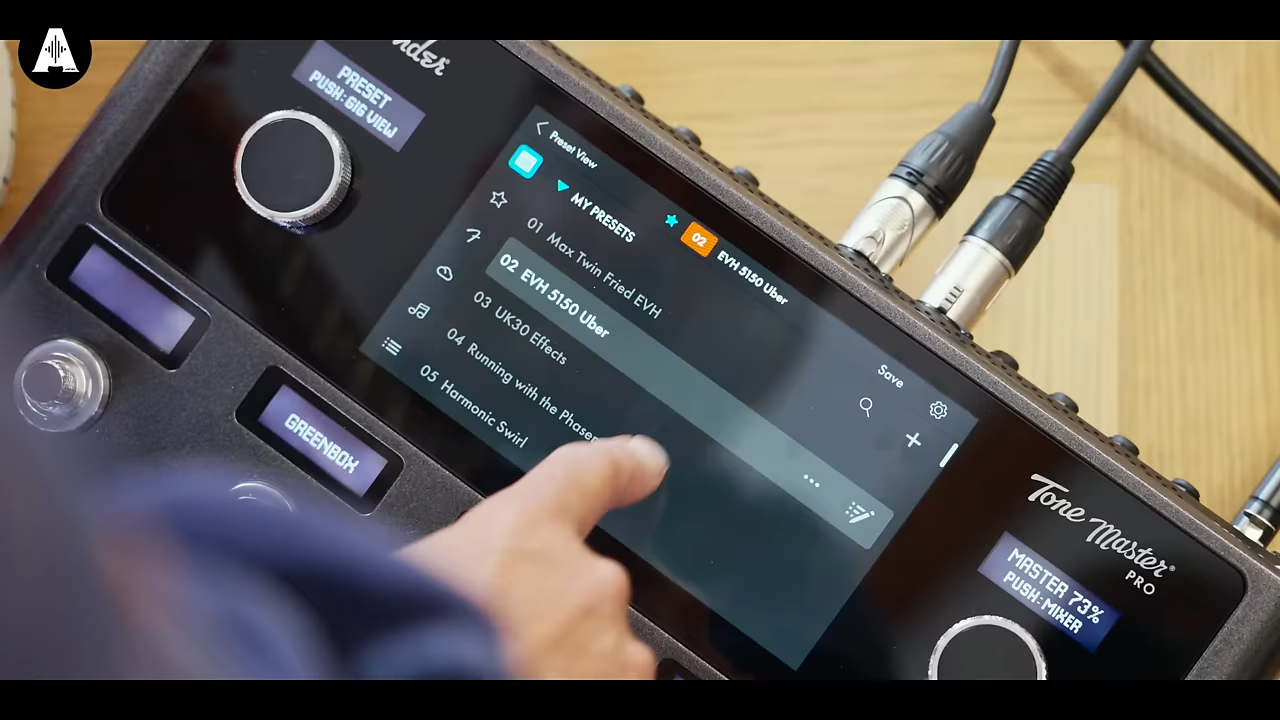 A
nder
PRESET
PUSH:GIG VIEW
Preset View
MY PRESETS
02 EVH 5150 Uber
01 Max Twin Fried EVH
02 EVH 5150 Uber
03 UK30 Effects
04 Running with the Phaser
05 Harmonic Swirl
Save
GREENBOX
Tone Master®
PRO
MASTER 73%
PUSH:MIXER